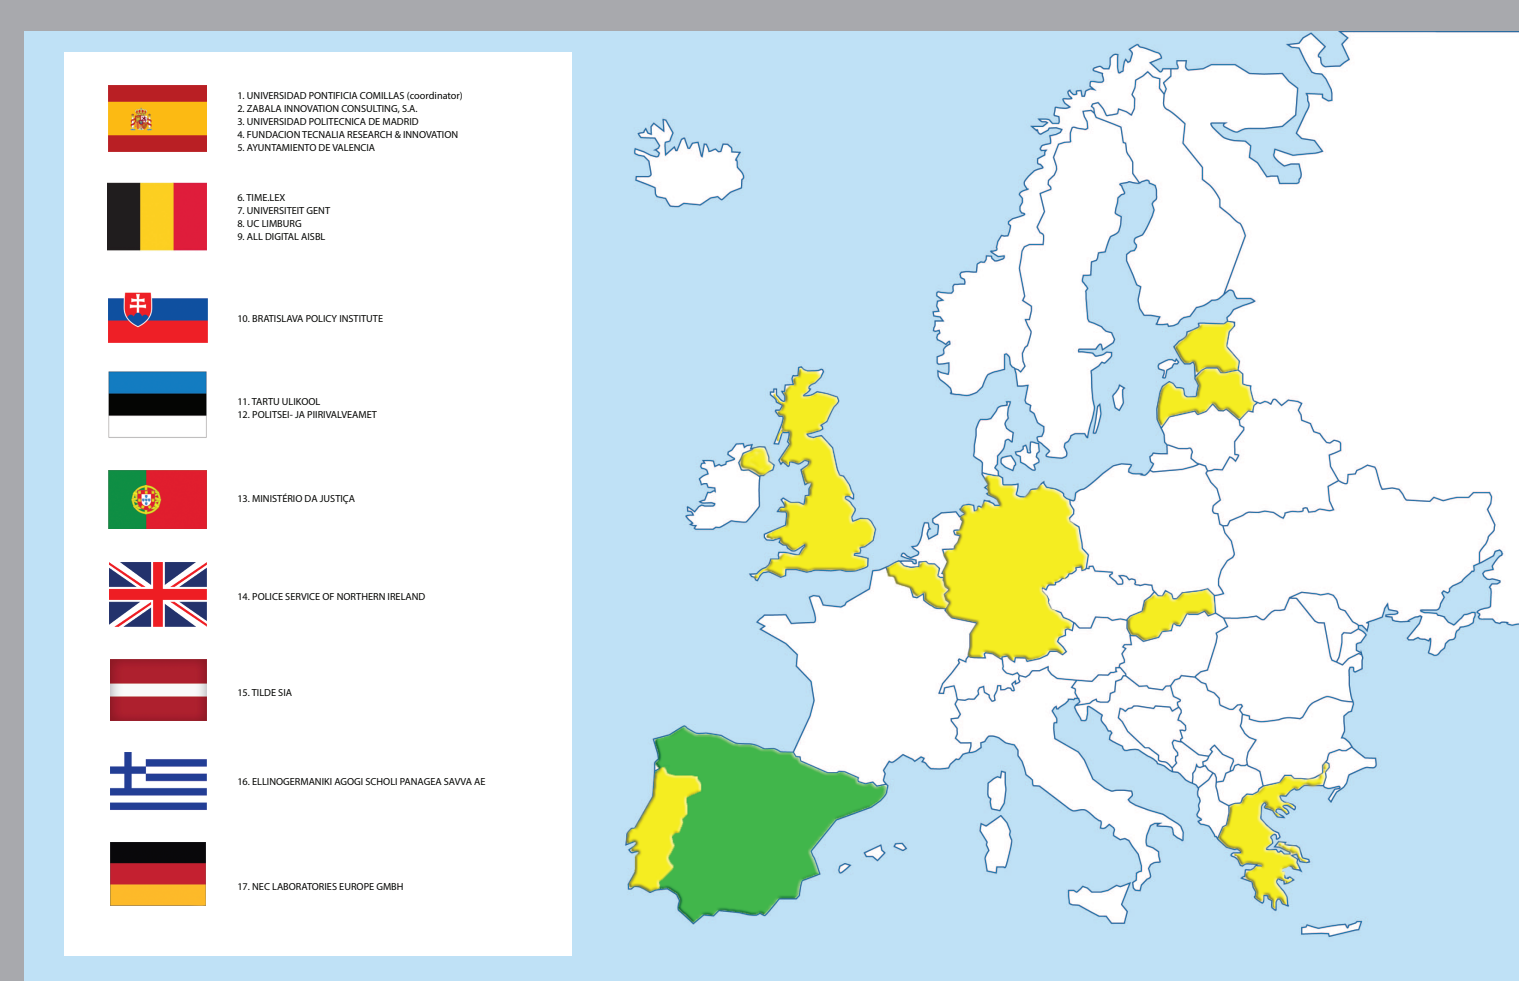 1. UNIVERSIDAD PONTIFICIA COMILLAS (coordinator)
2. ZABALA INNOVATION CONSULTING, S.A.
3. UNIVERSIDAD POLITECNICA DE MADRID
4. FUNDACION TECNALIA RESEARCH & INNOVATION
5. AYUNTAMIENTO DE VALENCIA
6. TIME.LEX
7. UNIVERSITEIT GENT
8. UC LIMBURG
9. ALL DIGITAL AISBL
10. BRATISLAVA POLICY INSTITUTE
11. TARTU ULIKOOL
12. POLITSEI- JA PIIRIVALVEAMET
13. MINISTÉRIO DA JUSTIÇA
14. POLICE SERVICE OF NORTHERN IRELAND
15. TILDE SIA
16. ELLINOGERMANIKI AGOGI SCHOLI PANAGEA SAVVA AE
17. NEC LABORATORIES EUROPE GMBH